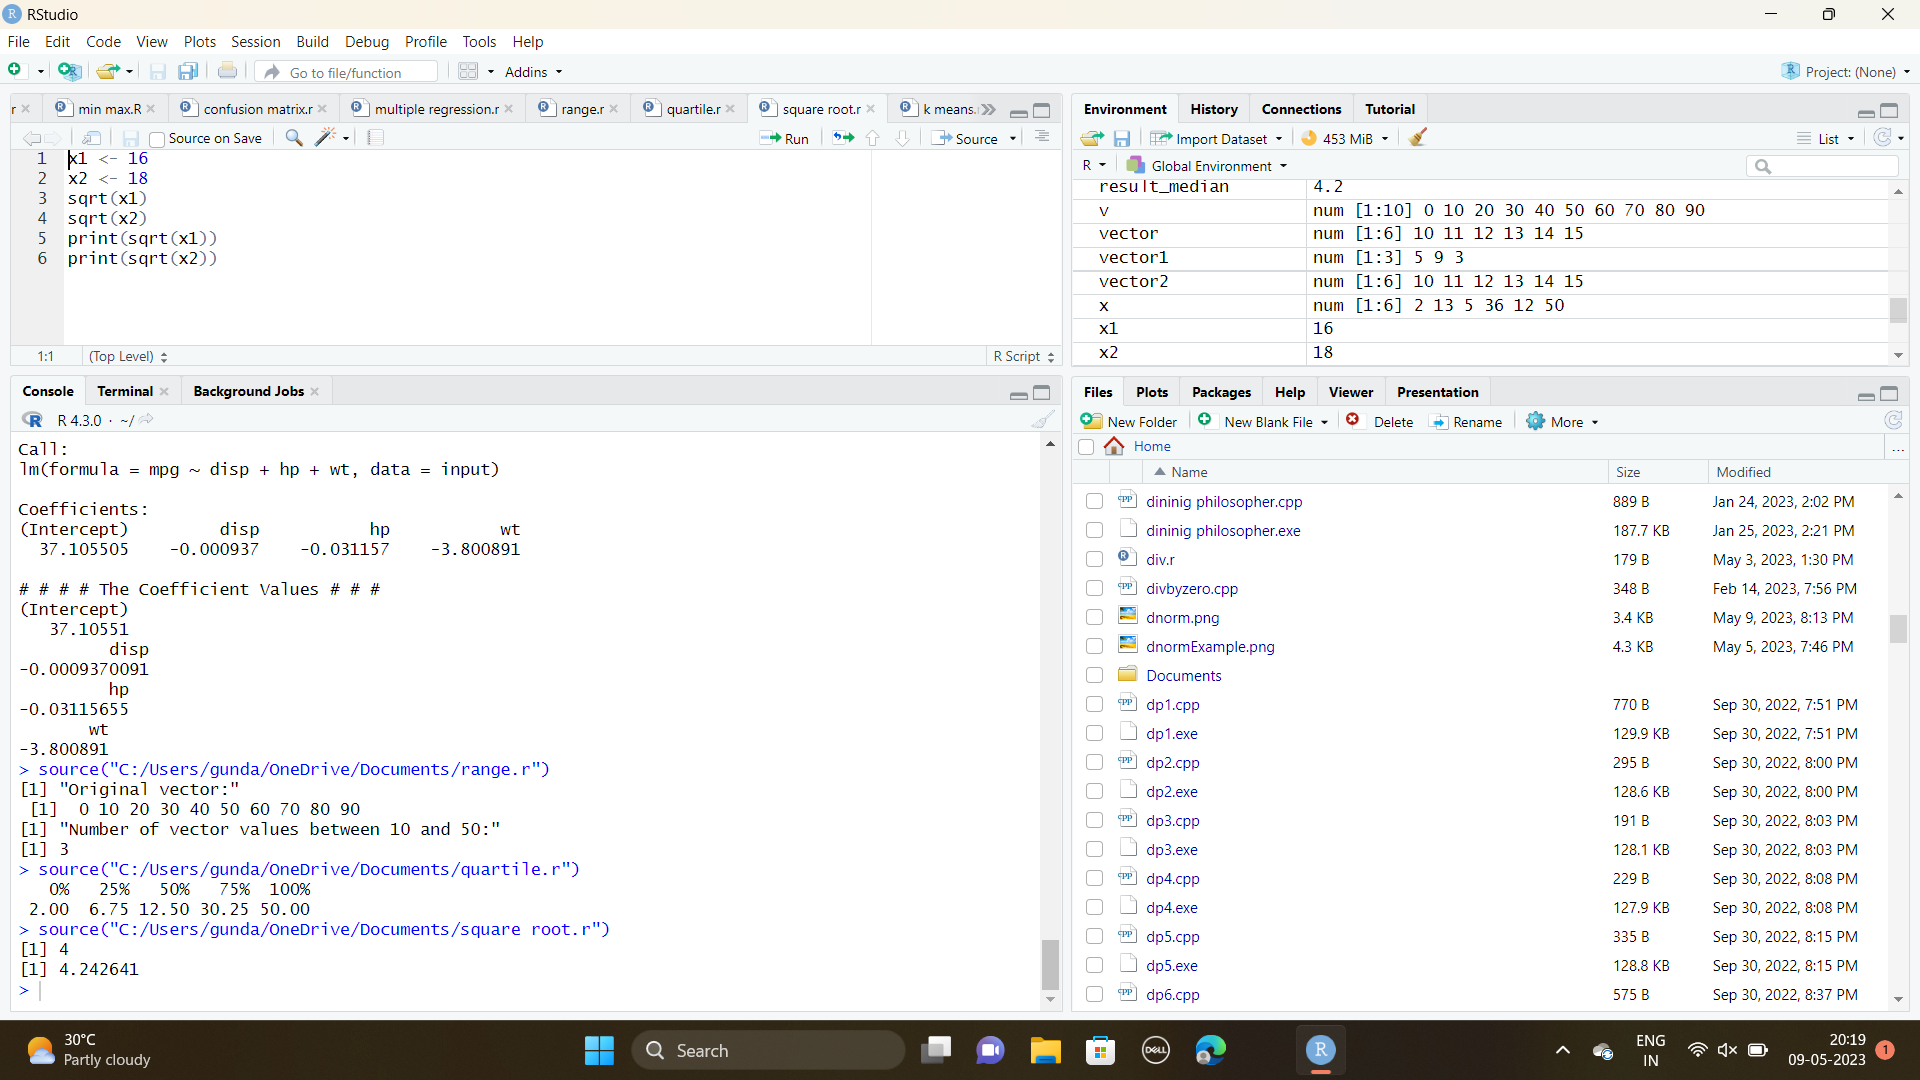 RStudio
File Edit Code View Plots Session Build Debug Profile Tools Help
Go to file/function Addins Project: (None)
r min max.R confusion matrix.r multiple regression.r range.r quartile.r square root.r k means.
Source on Save Run Source
1 x1 <- 16
2 x2 <- 18
3 sqrt(x1)
4 sqrt(x2)
5 print(sqrt(x1))
6 print(sqrt(x2))
1:1 (Top Level) R Script
Console Terminal Background Jobs
R 4.3.0 · ~/
Call:
lm(formula = mpg ~ disp + hp + wt, data = input)
Coefficients:
(Intercept) disp hp wt
37.105505 -0.000937 -0.031157 -3.800891
# # # # The Coefficient Values # # #
(Intercept)
37.10551
disp
-0.0009370091
hp
-0.03115655
wt
-3.800891
> source("C:/Users/gunda/OneDrive/Documents/range.r")
[1] "Original vector:"
[1] 0 10 20 30 40 50 60 70 80 90
[1] "Number of vector values between 10 and 50:"
[1] 3
> source("C:/Users/gunda/OneDrive/Documents/quartile.r")
0% 25% 50% 75% 100%
2.00 6.75 12.50 30.25 50.00
> source("C:/Users/gunda/OneDrive/Documents/square root.r")
[1] 4
[1] 4.242641
>
Environment History Connections Tutorial
Import Dataset 453 MiB List
R Global Environment
result_median 4.2
v num [1:10] 0 10 20 30 40 50 60 70 80 90
vector num [1:6] 10 11 12 13 14 15
vector1 num [1:3] 5 9 3
vector2 num [1:6] 10 11 12 13 14 15
x num [1:6] 2 13 5 36 12 50
x1 16
x2 18
Files Plots Packages Help Viewer Presentation
New Folder New Blank File Delete Rename More
Home ...
Name Size Modified
dininig philosopher.cpp 889 B Jan 24, 2023, 2:02 PM
dininig philosopher.exe 187.7 KB Jan 25, 2023, 2:21 PM
div.r 179 B May 3, 2023, 1:30 PM
divbyzero.cpp 348 B Feb 14, 2023, 7:56 PM
dnorm.png 3.4 KB May 9, 2023, 8:13 PM
dnormExample.png 4.3 KB May 5, 2023, 7:46 PM
Documents
dp1.cpp 770 B Sep 30, 2022, 7:51 PM
dp1.exe 129.9 KB Sep 30, 2022, 7:51 PM
dp2.cpp 295 B Sep 30, 2022, 8:00 PM
dp2.exe 128.6 KB Sep 30, 2022, 8:00 PM
dp3.cpp 191 B Sep 30, 2022, 8:03 PM
dp3.exe 128.1 KB Sep 30, 2022, 8:03 PM
dp4.cpp 229 B Sep 30, 2022, 8:08 PM
dp4.exe 127.9 KB Sep 30, 2022, 8:08 PM
dp5.cpp 335 B Sep 30, 2022, 8:15 PM
dp5.exe 128.8 KB Sep 30, 2022, 8:15 PM
dp6.cpp 575 B Sep 30, 2022, 8:37 PM
30°C
Partly cloudy
Search
DELL
R
ENG
IN
20:19
09-05-2023
1